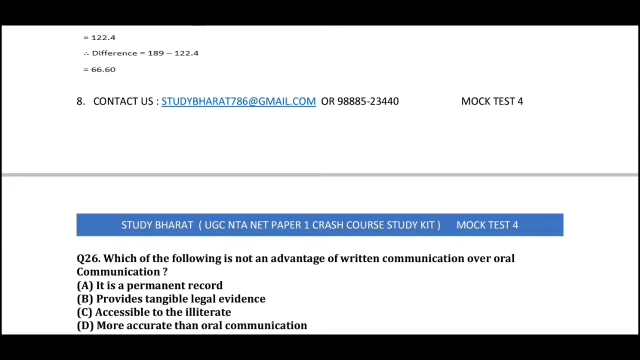 = 122.4
∴ Difference = 189 − 122.4
= 66.60
8. CONTACT US : STUDYBHARAT786@GMAIL.COM OR 98885-23440 MOCK TEST 4
STUDY BHARAT ( UGC NTA NET PAPER 1 CRASH COURSE STUDY KIT ) MOCK TEST 4
Q26. Which of the following is not an advantage of written communication over oral
Communication ?
(A) It is a permanent record
(B) Provides tangible legal evidence
(C) Accessible to the illiterate
(D) More accurate than oral communication